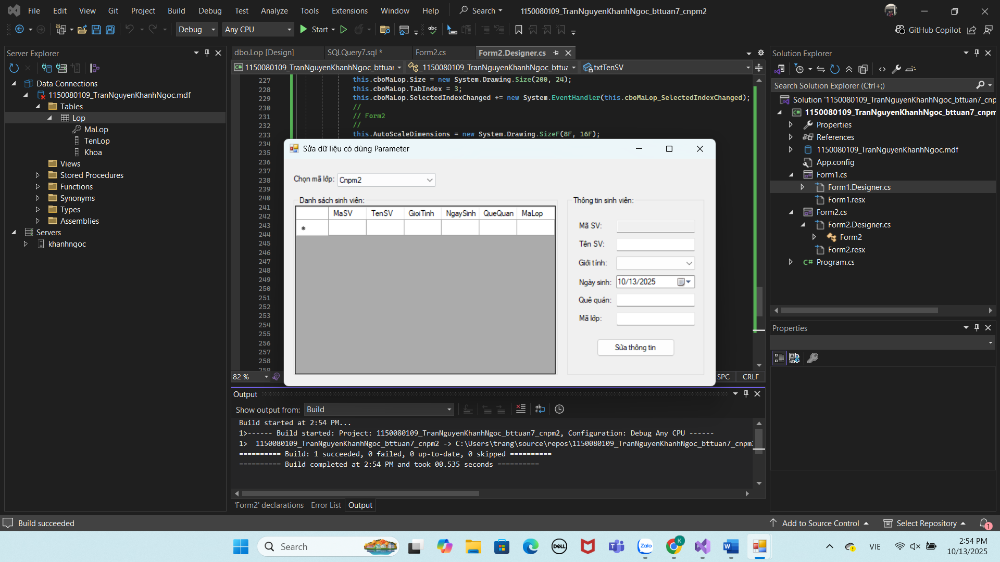 File Edit View Git Project Build Debug Test Analyze Tools Extensions Window Help Search 1150080109_TranNguyenKhanhNgoc_bttuan7_cnpm2
Debug Any CPU Start GitHub Copilot
Server Explorer
Data Connections
1150080109_TranNguyenKhanhNgoc.mdf
Tables
Lop
MaLop
TenLop
Khoa
Views
Stored Procedures
Functions
Synonyms
Types
Assemblies
Servers
khanhngoc
dbo.Lop [Design] SQLQuery7.sql * Form2.cs Form2.Designer.cs
1150080109_TranNguyenKhanhNgoc_bttuar _1150080109_TranNguyenKhanhNgoc_bttua txtTenSV
227 this.cboMaLop.Size = new System.Drawing.Size(200, 24);
228 this.cboMaLop.TabIndex = 3;
229 this.cboMaLop.SelectedIndexChanged += new System.EventHandler(this.cboMaLop_SelectedIndexChanged);
230 //
231 // Form2
232 //
233 this.AutoScaleDimensions = new System.Drawing.SizeF(8F, 16F);
234
235
236
237
238
239
240
241
242
243
244
245
246
247
248
249
250
251
252
253
254
255
256
257
258
259
82 % SPC CRLF
Sửa dữ liệu có dùng Parameter
Chọn mã lớp: Cnpm2
Danh sách sinh viên:
MaSV TenSV GioiTinh NgaySinh QueQuan MaLop
Thông tin sinh viên:
Mã SV:
Tên SV:
Giới tính:
Ngày sinh: 10/13/2025
Quê quán:
Mã lớp:
Sửa thông tin
Output
Show output from: Build
Build started at 2:54 PM...
1>------ Build started: Project: 1150080109_TranNguyenKhanhNgoc_bttuan7_cnpm2, Configuration: Debug Any CPU ------
1> 1150080109_TranNguyenKhanhNgoc_bttuan7_cnpm2 -> C:\Users\trang\source\repos\1150080109_TranNguyenKhanhNgoc_bttuan7_cnpm
========== Build: 1 succeeded, 0 failed, 0 up-to-date, 0 skipped ==========
========== Build completed at 2:54 PM and took 00.535 seconds ==========
'Form2' declarations Error List Output
Solution Explorer
Search Solution Explorer (Ctrl+;)
Solution '1150080109_TranNguyenKhanhNgoc_bttuan7_cnp
1150080109_TranNguyenKhanhNgoc_bttuan7_cnpm
Properties
References
1150080109_TranNguyenKhanhNgoc.mdf
App.config
Form1.cs
Form1.Designer.cs
Form1.resx
Form2.cs
Form2.Designer.cs
Form2
Form2.resx
C# Program.cs
Properties
Build succeeded Add to Source Control Select Repository 1
Search DELL Zalo K VIE 2:54 PM
10/13/2025